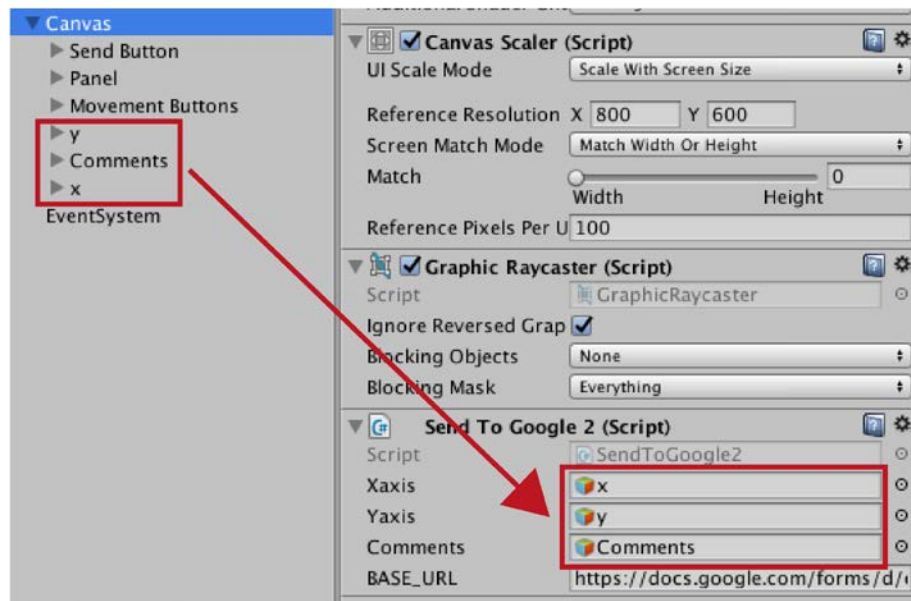 Canvas
Send Button
Panel
Movement Buttons
y
Comments
x
EventSystem
Canvas Scaler (Script)
UI Scale Mode Scale With Screen Size
Reference Resolution X 800 Y 600
Screen Match Mode Match Width Or Height
Match 0
Width Height
Reference Pixels Per U 100
Graphic Raycaster (Script)
Script GraphicRaycaster
Ignore Reversed Grap
Blocking Objects None
Blocking Mask Everything
Send To Google 2 (Script)
Script SendToGoogle2
Xaxis x
Yaxis y
Comments Comments
BASE_URL https://docs.google.com/forms/d/